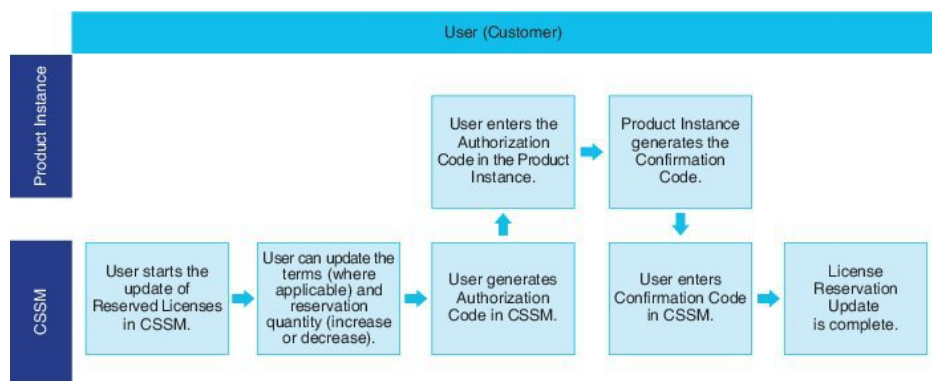 User (Customer)
Product Instance
User enters the
Authorization
Code in the Product
Instance.
Product Instance
generates the
Confirmation
Code.
CSSM
User starts the
update of
Reserved Licenses
in CSSM.
User can update the
terms (where
applicable) and
reservation
quantity (increase
or decrease).
User generates
Authorization
Code in CSSM.
User enters
Confirmation Code
in CSSM.
License
Reservation
Update
is complete.